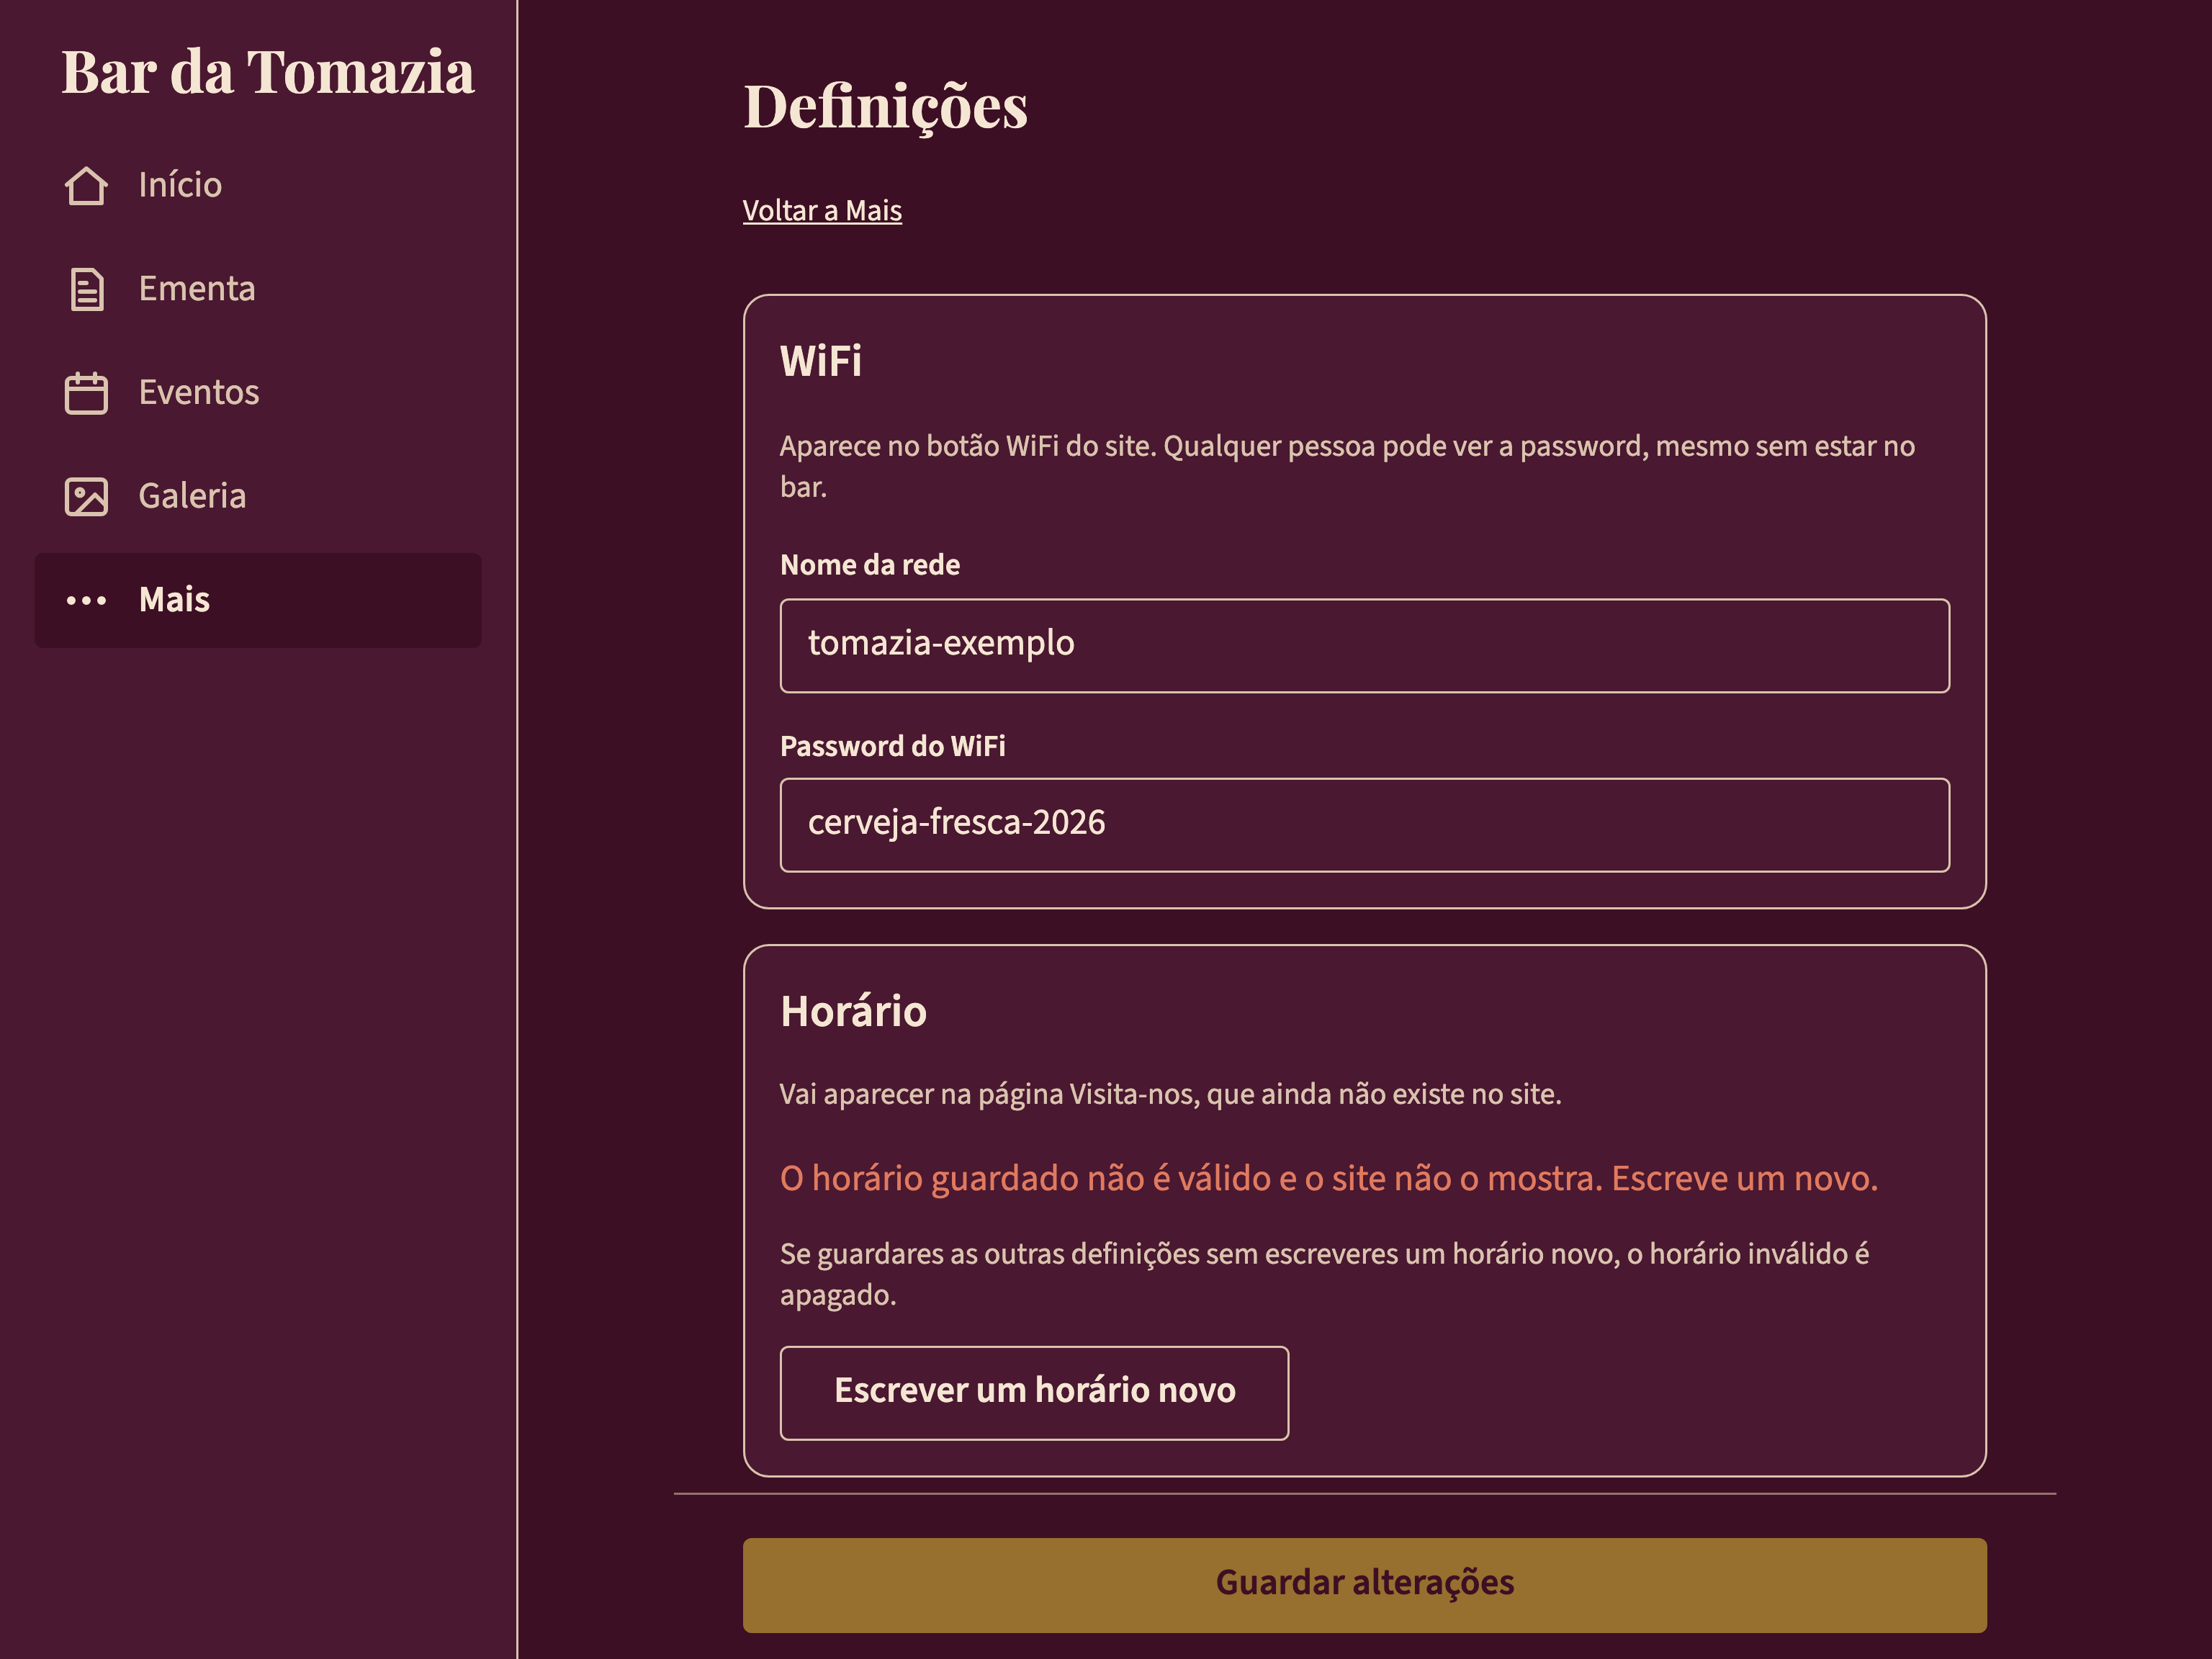 Bar da Tomazia
Início
Ementa
Eventos
Galeria
Mais
Definições
Voltar a Mais
WiFi
Aparece no botão WiFi do site. Qualquer pessoa pode ver a password, mesmo sem estar no
bar.
Nome da rede
tomazia-exemplo
Password do WiFi
cerveja-fresca-2026
Horário
Vai aparecer na página Visita-nos, que ainda não existe no site.
O horário guardado não é válido e o site não o mostra. Escreve um novo.
Se guardares as outras definições sem escreveres um horário novo, o horário inválido é
apagado.
Escrever um horário novo
Guardar alterações